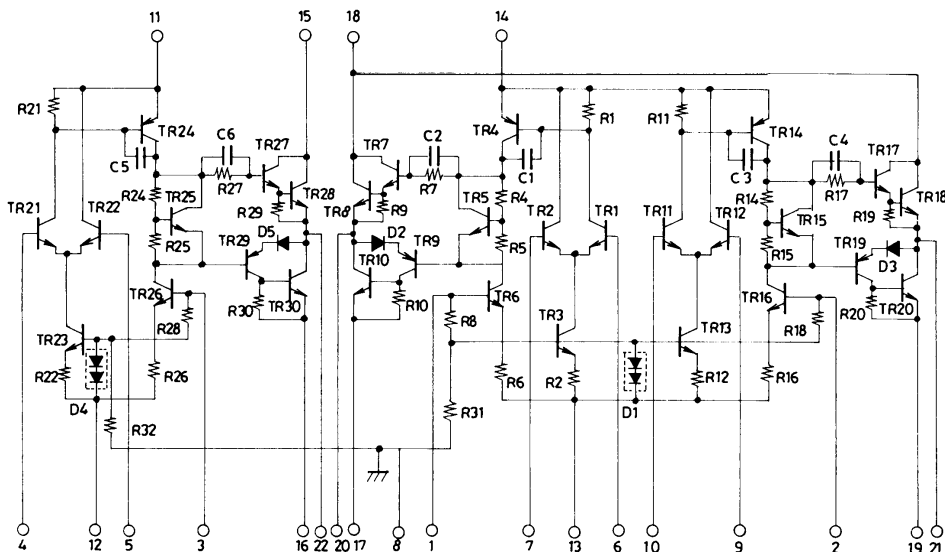 11 15 18 14
R21 TR24 C6 TR27 TR7 C2 TR4 R1 R11 TR14 C4 TR17
C5 R27 TR28 R7 C1 C3 R17 TR18
R24 TR25 R29 TR8 R9 TR5 R4 R14 TR15 R19
TR21 TR22 D5 D2 TR9 TR2 TR1 TR11 TR12 TR19
R25 TR29 TR10 R5 R15 D3
TR26 R30 TR30 R10 TR6 TR16 R20 TR20
R28 R8 R18
TR23 TR3 TR13
R22 R26 R6 R2 R12 R16
D4 R32 R31 D1
4 12 5 3 16 22 20 17 8 1 7 13 6 10 9 2 19 21